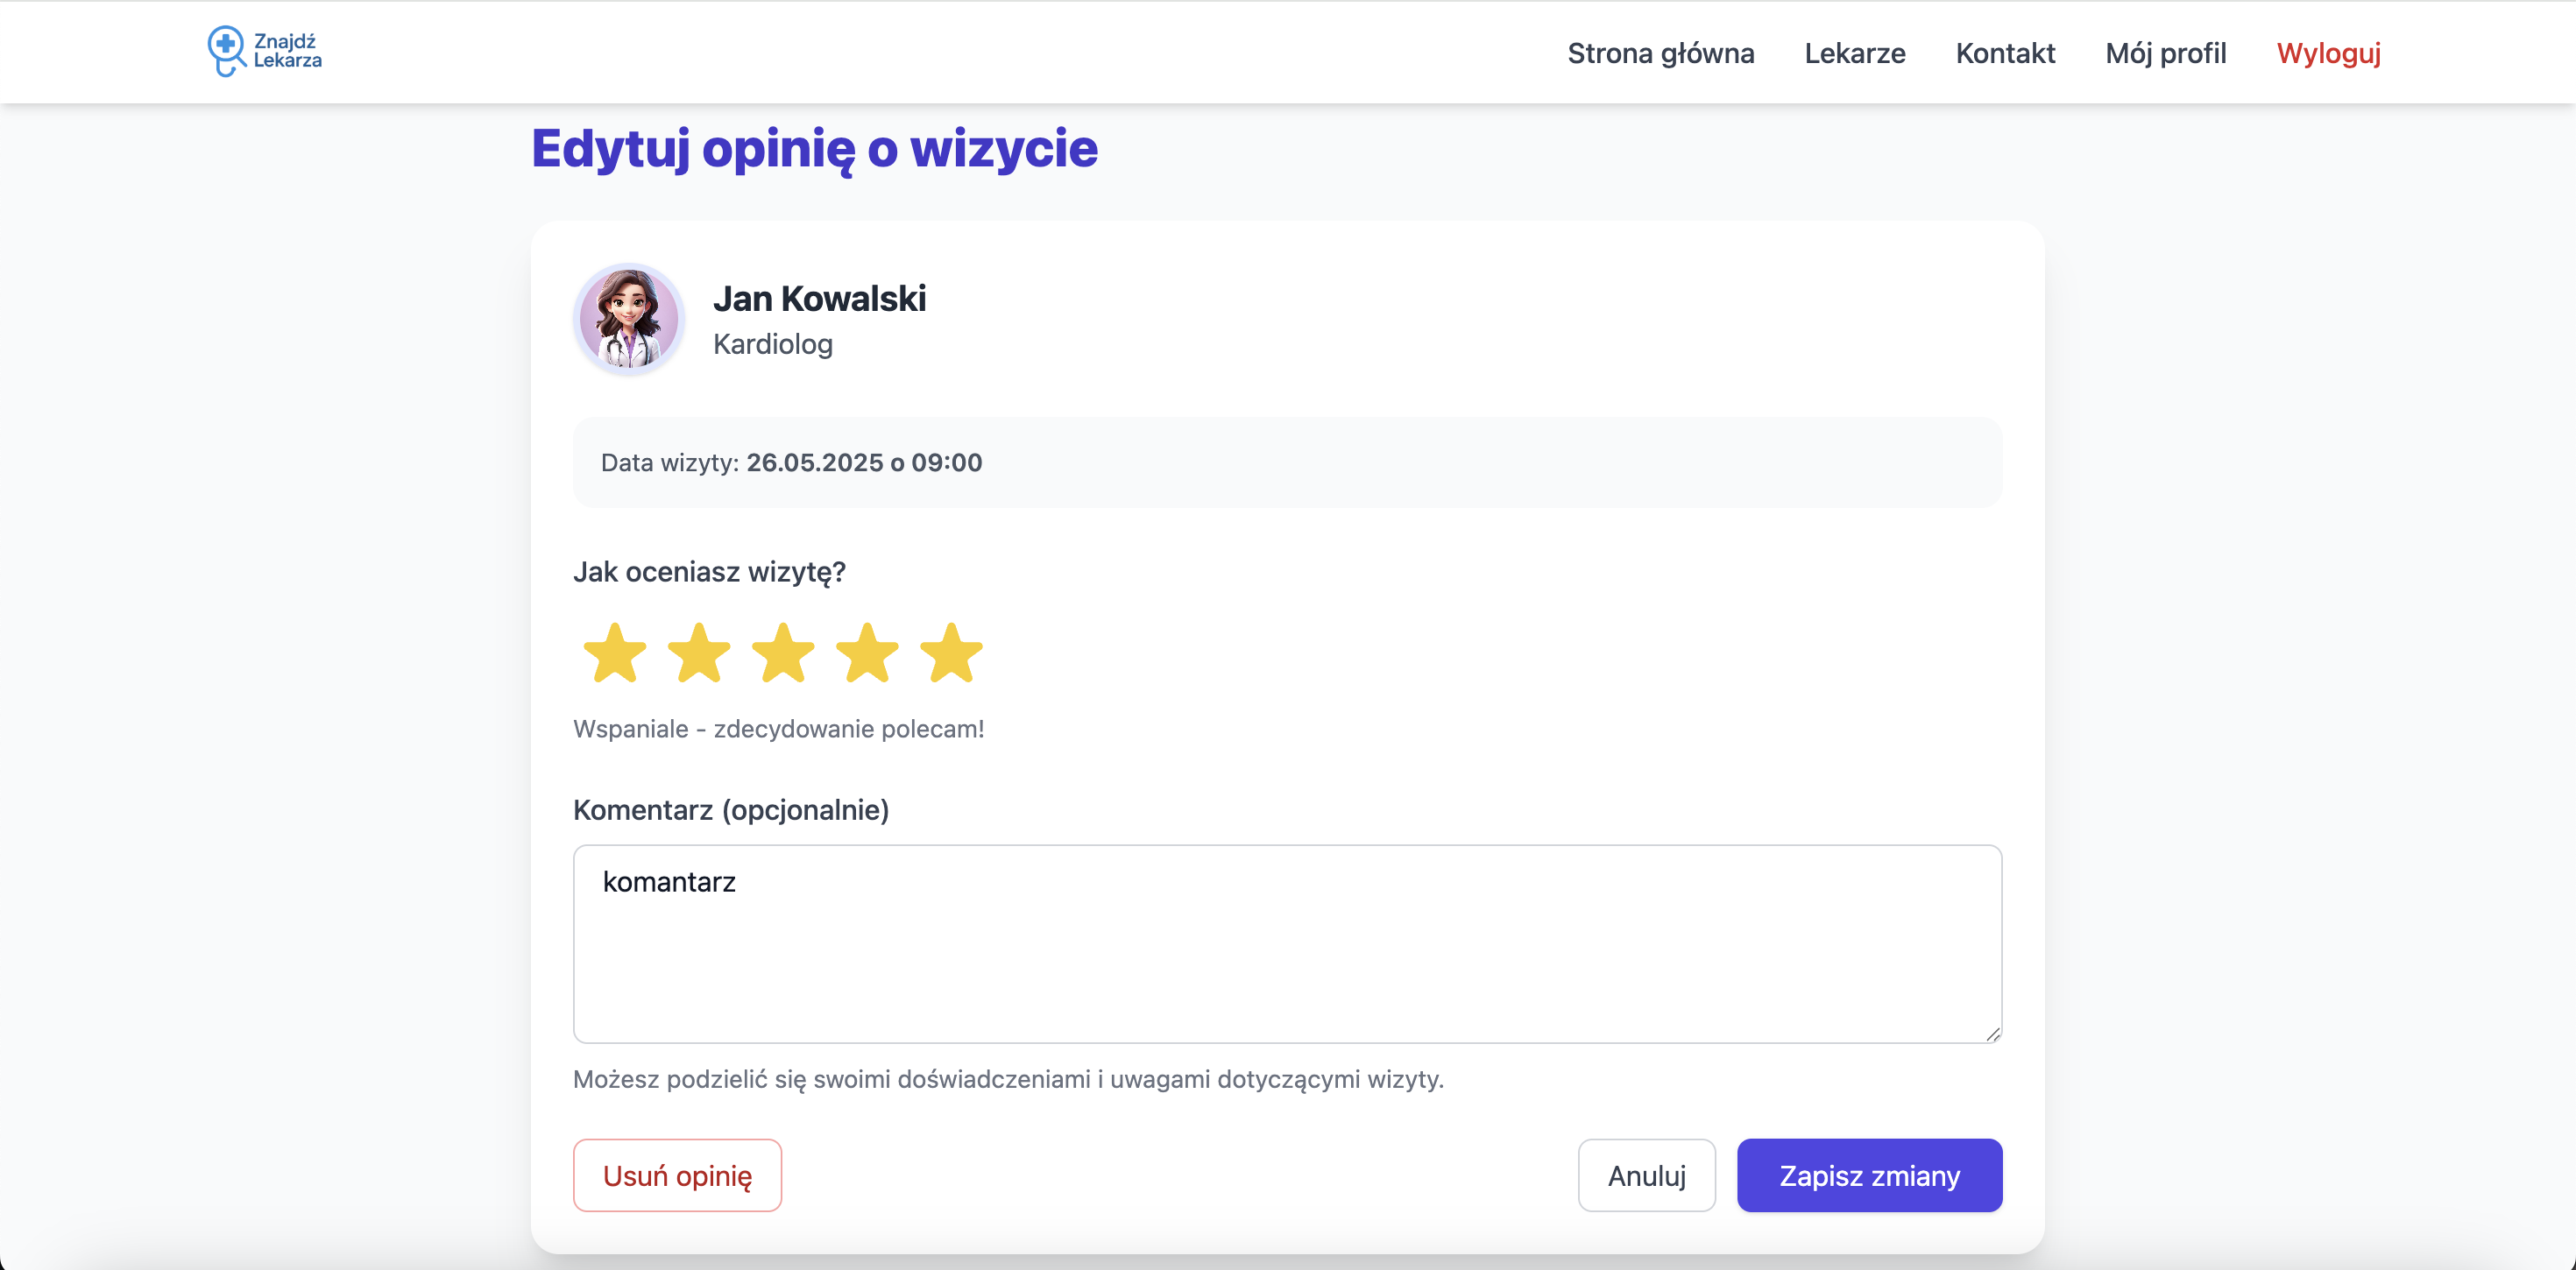 Znajdź
Lekarza
Strona główna Lekarze Kontakt Mój profil Wyloguj
Edytuj opinię o wizycie
Jan Kowalski
Kardiolog
Data wizyty: 26.05.2025 o 09:00
Jak oceniasz wizytę?
Wspaniale - zdecydowanie polecam!
Komentarz (opcjonalnie)
komantarz
Możesz podzielić się swoimi doświadczeniami i uwagami dotyczącymi wizyty.
Usuń opinię Anuluj Zapisz zmiany